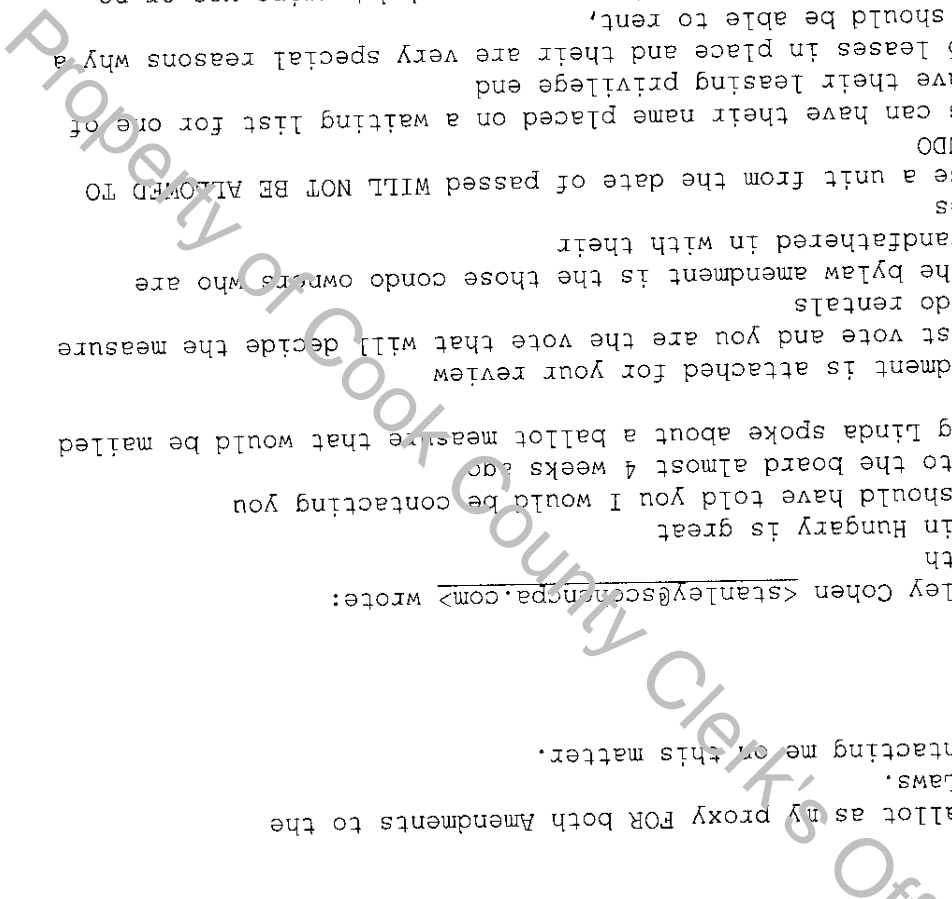 allot as my proxy FOR both Amendments to the
Laws.
ntacting me on this matter.
ley Cohen <stanley@scohencpa.com> wrote:
th
in Hungary is great
should have told you I would be contacting you
to the board almost 4 weeks ago
g Linda spoke about a ballot measure that would be mailed
dment is attached for your review
st vote and you are the vote that will decide the measure
do rentals
he bylaw amendment is the those condo owners who are
andfathered in with their
es
se a unit from the date of passed WILL NOT BE ALLOWED TO
NDO
s can have their name placed on a waiting list for one of
ave their leasing privilege end
leases in place and their are very special reasons why a
should be able to rent,
Property of Cook County Clerk's Off